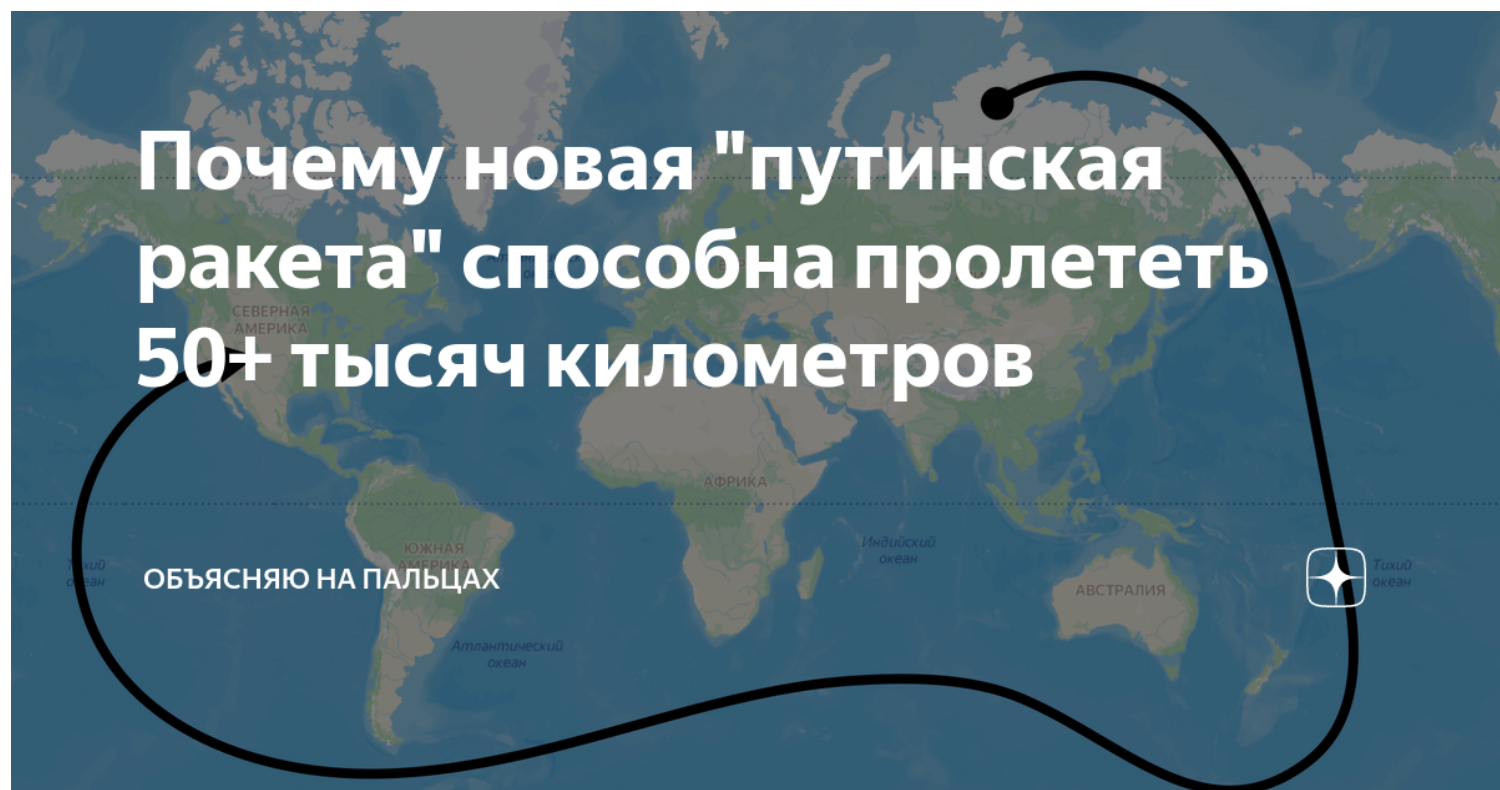 Почему новая "путинская
ракета" способна пролететь
50+ тысяч километров
СЕВЕРНАЯ
АМЕРИКА
АФРИКА
Индийский
океан
ЮЖНАЯ
АМЕРИКА
ОБЪЯСНЯЮ НА ПАЛЬЦАХ
Тихий
океан
АВСТРАЛИЯ
Тихий
океан
Атлантический
океан